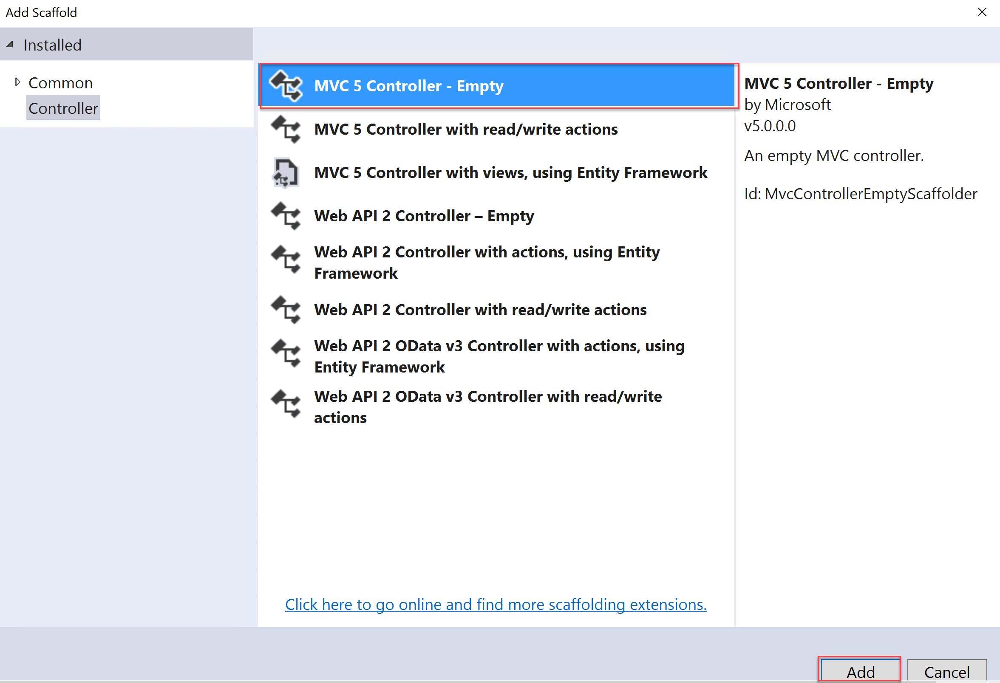 Add Scaffold
Installed
Common
Controller
MVC 5 Controller - Empty
MVC 5 Controller with read/write actions
MVC 5 Controller with views, using Entity Framework
Web API 2 Controller – Empty
Web API 2 Controller with actions, using Entity
Framework
Web API 2 Controller with read/write actions
Web API 2 OData v3 Controller with actions, using
Entity Framework
Web API 2 OData v3 Controller with read/write
actions
Click here to go online and find more scaffolding extensions.
MVC 5 Controller - Empty
by Microsoft
v5.0.0.0
An empty MVC controller.
Id: MvcControllerEmptyScaffolder
Add
Cancel